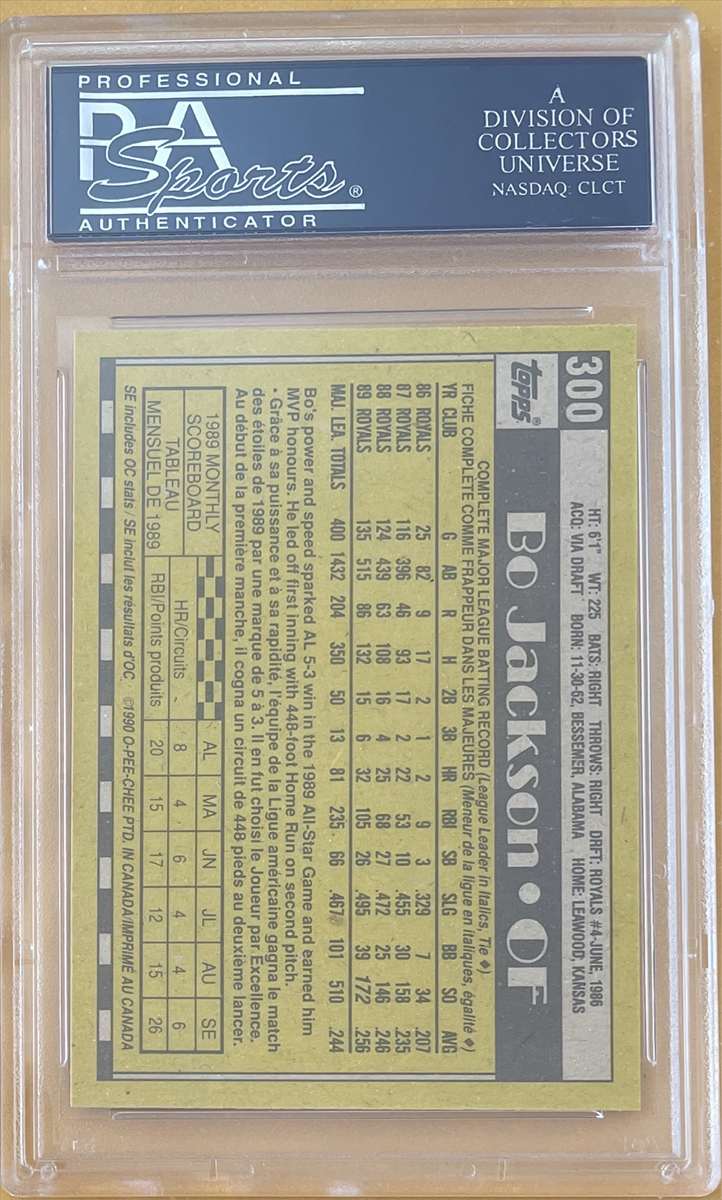 PROFESSIONAL
PSA
Sports®
AUTHENTICATOR
A
DIVISION OF
COLLECTORS
UNIVERSE
NASDAQ: CLCT
300
HT: 6'1" WT: 225 BATS: RIGHT THROWS: RIGHT DRFT: ROYALS #4-JUNE, 1986
ACQ: VIA DRAFT BORN: 11-30-62, BESSEMER, ALABAMA HOME: LEAWOOD, KANSAS
topps®
Bo Jackson • OF
COMPLETE MAJOR LEAGUE BATTING RECORD (League Leader in Italics, Tie ♦)
FICHE COMPLETE COMME FRAPPEUR DANS LES MAJEURES (Meneur de la ligue en italiques, égalité ♦)
YR CLUB G AB R H 2B 3B HR RBI SB SLG BB SO AVG
86 ROYALS 25 82 9 17 2 1 2 9 3 .329 7 34 .207
87 ROYALS 116 396 46 93 17 2 22 53 10 .455 30 158 .235
88 ROYALS 124 439 63 108 16 4 25 68 27 .472 25 146 .246
89 ROYALS 135 515 86 132 15 6 32 105 26 .495 39 172 .256
MAJ. LEA. TOTALS 400 1432 204 350 50 13 81 235 66 .467 101 510 .244
Bo's power and speed sparked AL 5-3 win in the 1989 All-Star Game and earned him
MVP honours. He led off first inning with 448-foot Home Run on second pitch.
• Grâce à sa puissance et à sa rapidité, l'équipe de la Ligue américaine gagna le match
des étoiles de 1989 par une marque de 5 à 3. Il en fut choisi le Joueur par Excellence.
Au début de la première manche, il cogna un circuit de 448 pieds au deuxième lancer.
1989 MONTHLY
SCOREBOARD
TABLEAU
MENSUEL DE 1989
AL MA JN JL AU SE
HR/Circuits 8 4 6 4 4 6
RBI/Points produits 20 15 17 12 15 26
SE includes OC stats / SE inclut les résultats d'OC. ©1990 O-PEE-CHEE PTD. IN CANADA/IMPRIMÉ AU CANADA